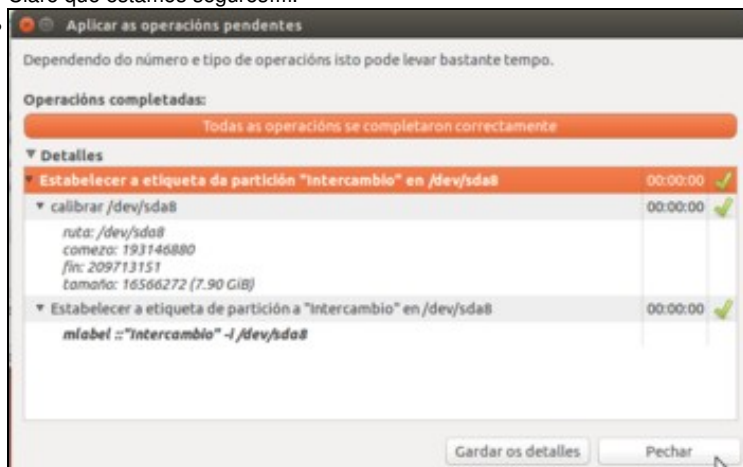 Claro que estamos seguros!!!.
Aplicar as operacións pendentes
Dependendo do número e tipo de operacións isto pode levar bastante tempo.
Operacións completadas:
Todas as operacións se completaron correctamente
Detalles
Estabelecer a etiqueta da partición "Intercambio" en /dev/sda8 00:00:00
calibrar /dev/sda8 00:00:00
ruta: /dev/sda8
comezo: 193146880
fin: 209713151
tamaño: 16566272 (7.90 GiB)
Estabelecer a etiqueta de partición a "Intercambio" en /dev/sda8 00:00:00
mlabel ::"Intercambio" -i /dev/sda8
Gardar os detalles Pechar